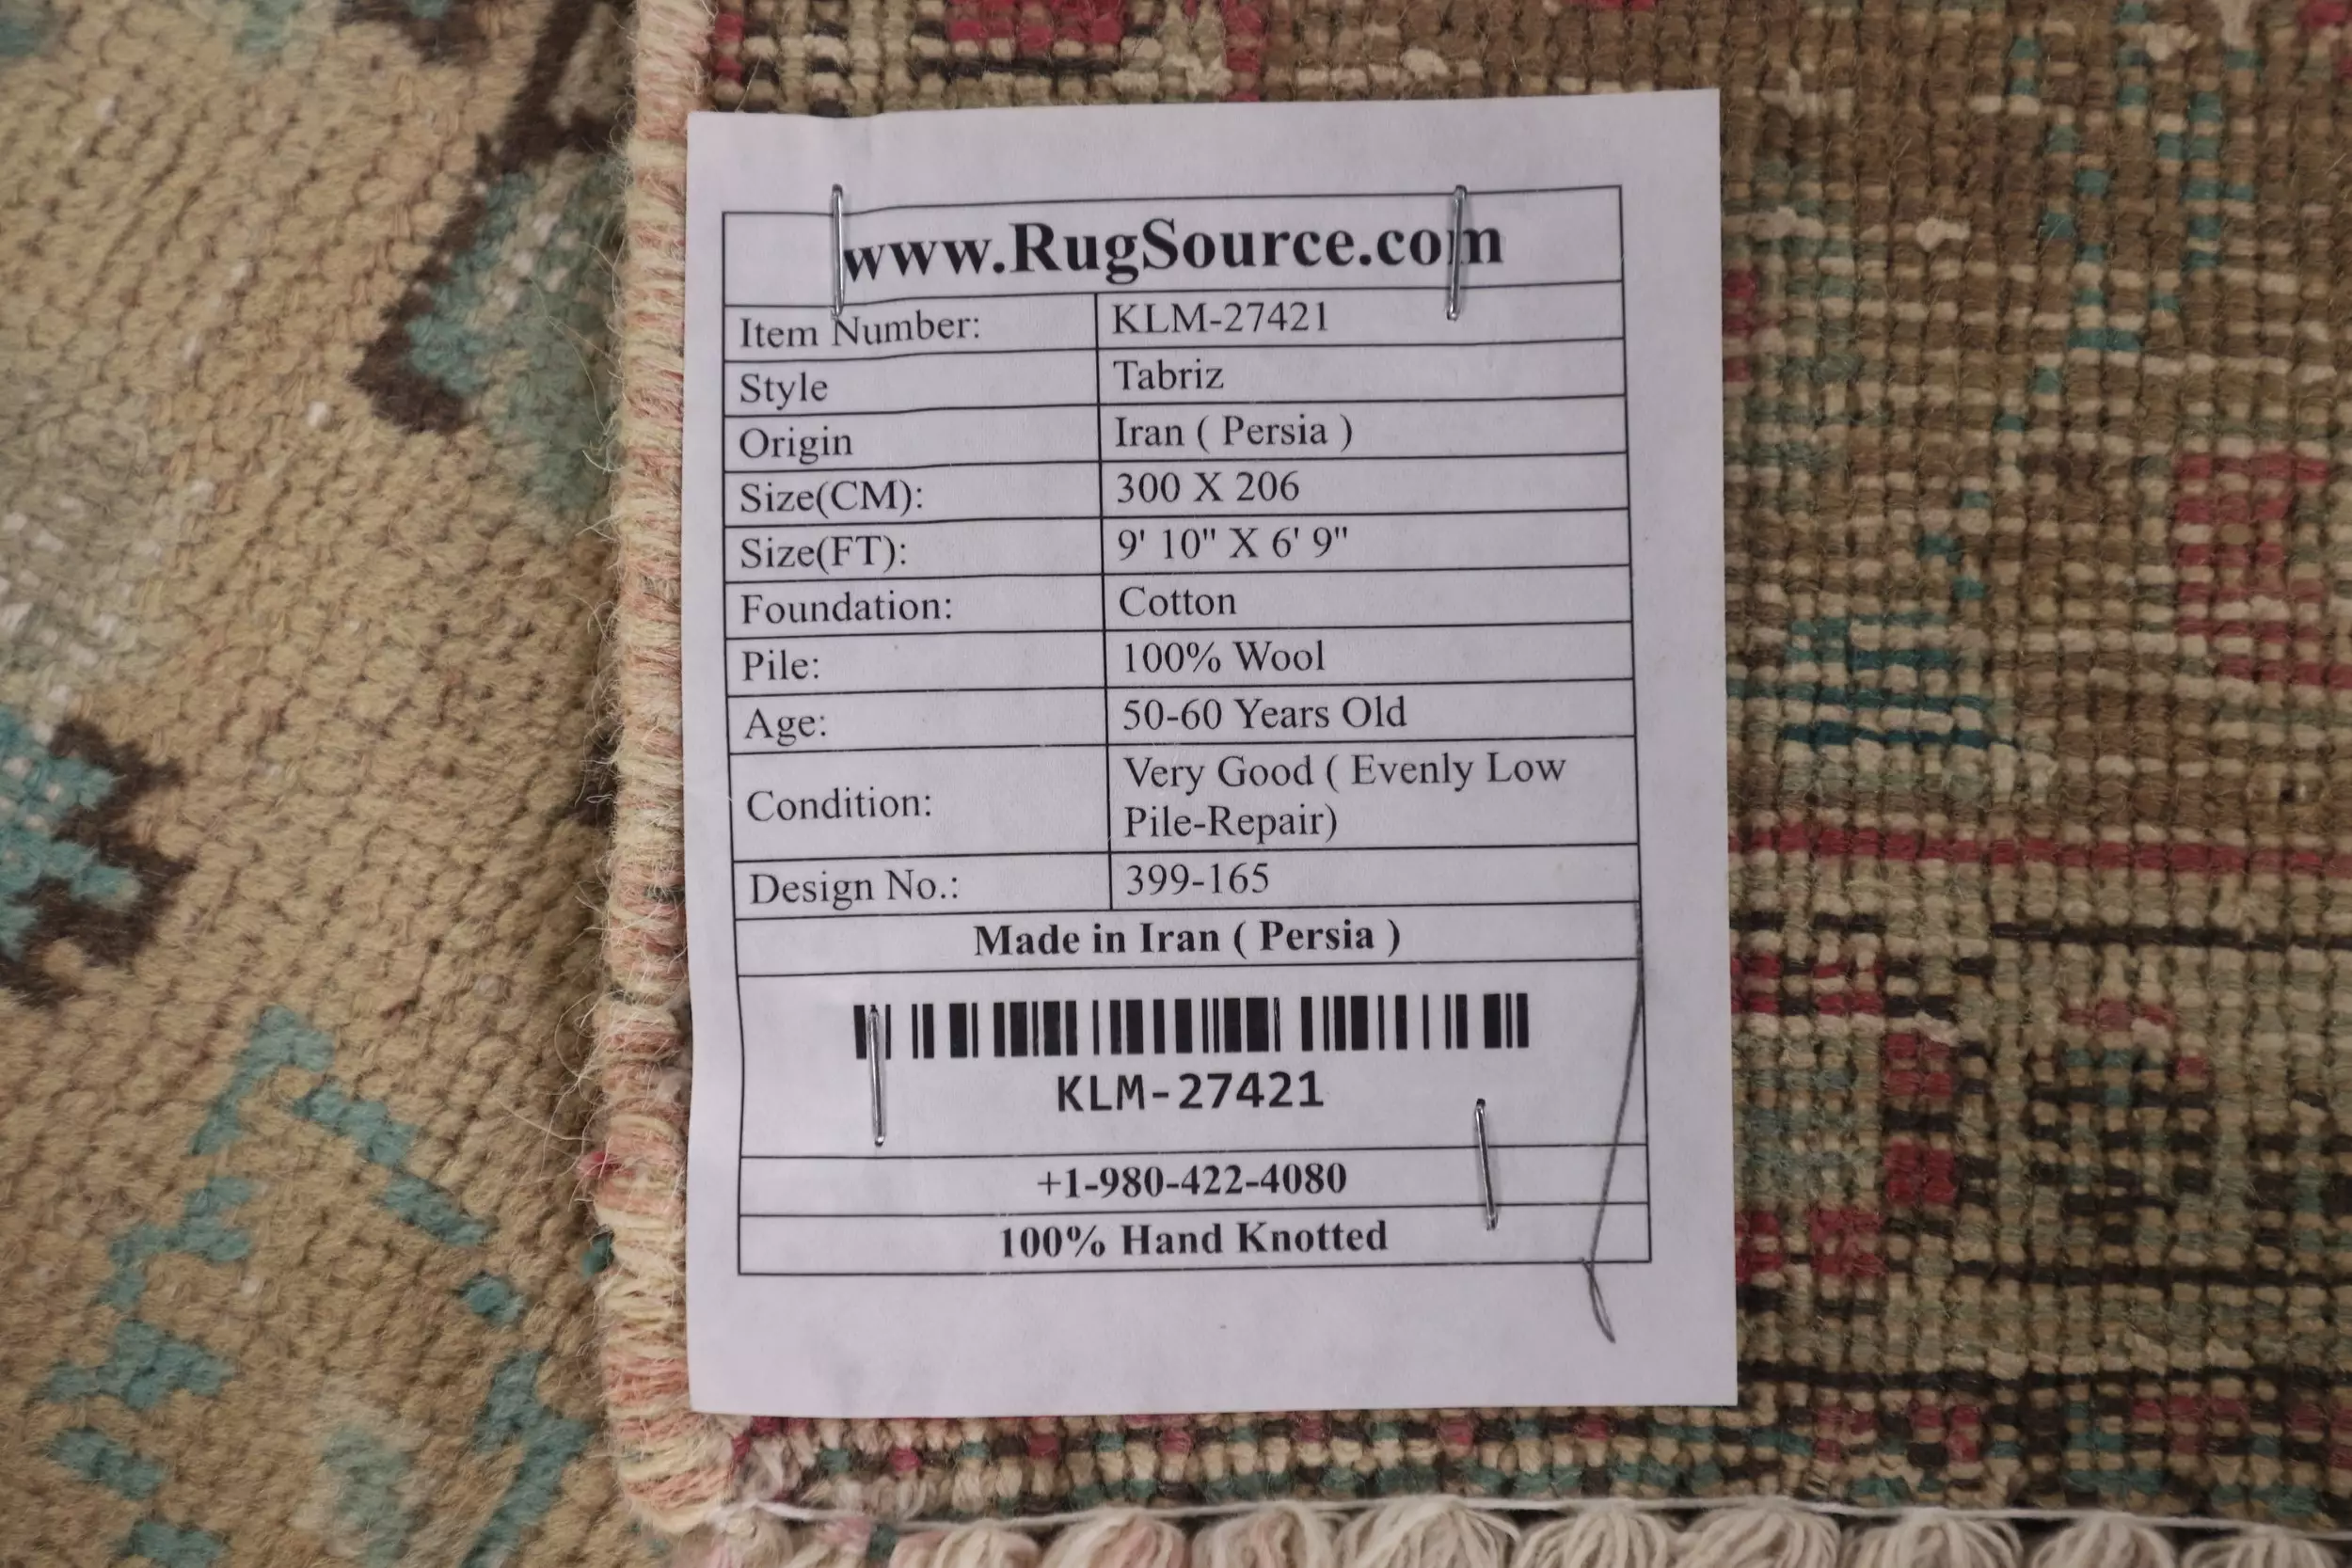 www.RugSource.com
Item Number: KLM-27421
Style Tabriz
Origin Iran ( Persia )
Size(CM): 300 X 206
Size(FT): 9' 10" X 6' 9"
Foundation: Cotton
Pile: 100% Wool
Age: 50-60 Years Old
Condition: Very Good ( Evenly Low
Pile-Repair)
Design No.: 399-165
Made in Iran ( Persia )
KLM-27421
+1-980-422-4080
100% Hand Knotted